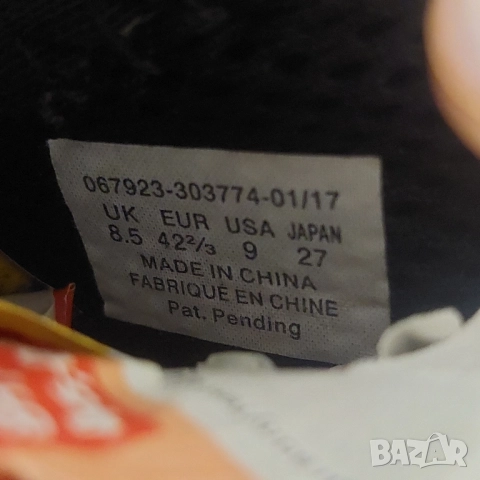 067923-303774-01/17
UK EUR USA JAPAN
8.5 42⅔ 9 27
MADE IN CHINA
FABRIQUÉ EN CHINE
Pat. Pending
BAZAR